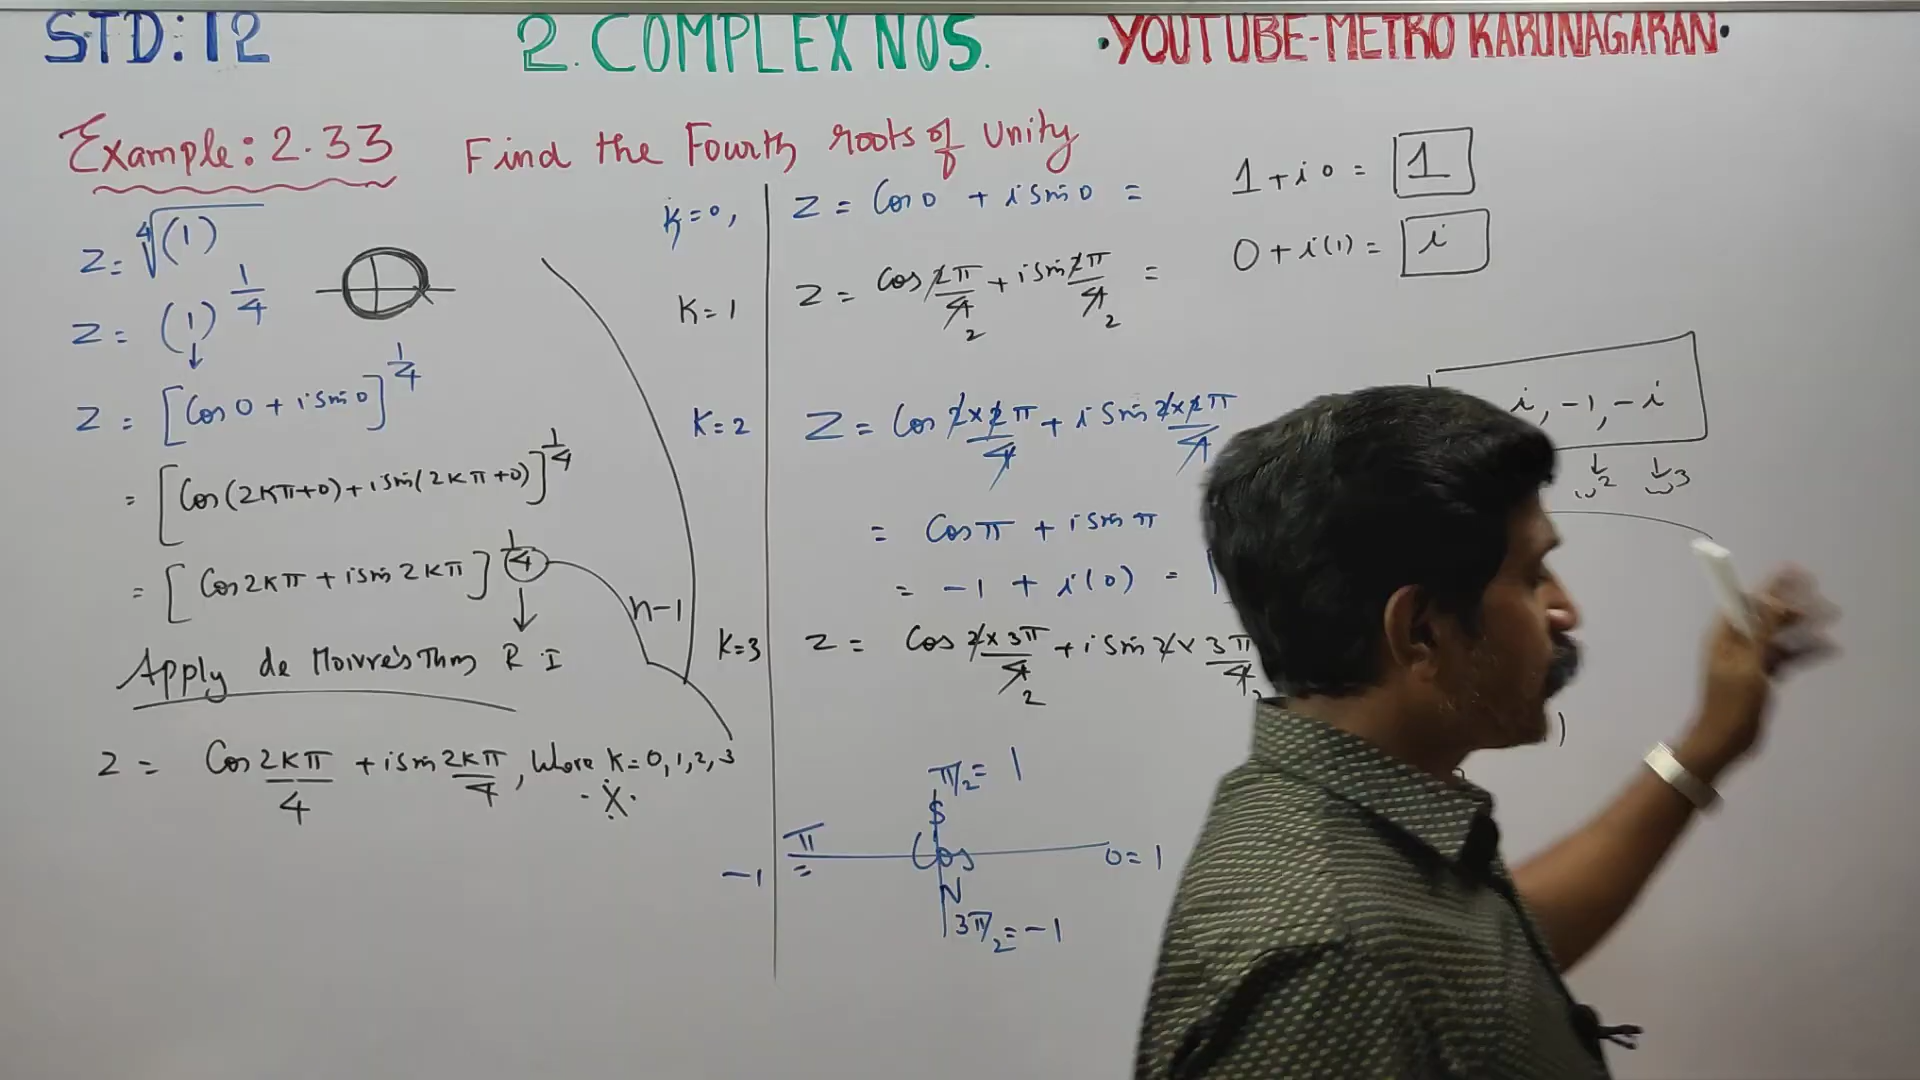 STD:12 2. COMPLEX NOS. •YOUTUBE-METRO KARUNAGARAN•
Example: 2.33 Find the Fourth roots of Unity
Z = ∜(1)
Z = (1)^1/4
Z = [Cos 0 + i Sin 0]^1/4
= [Cos(2Kπ+0) + i Sin(2Kπ+0)]^1/4
= [Cos 2Kπ + i Sin 2Kπ]^1/4
n-1
Apply de Moivre's Thm R.I
Z = Cos 2Kπ/4 + i Sin 2Kπ/4, Where K = 0, 1, 2, 3
K=0, Z = Cos 0 + i Sin 0 = 1 + i 0 = 1
K=1 Z = Cos 2π/4 2 + i Sin 2π/4 2 = 0 + i(1) = i
K=2 Z = Cos 2×2π/4 + i Sin 2×2π/4
= Cos π + i Sin π
= -1 + i(0) =
K=3 Z = Cos 2×3π/4 2 + i Sin 2×3π/4
π/2 = 1
S
π Cos 0 = 1
-1
N
3π/2 = -1
i, -1, -i
ω² ω³